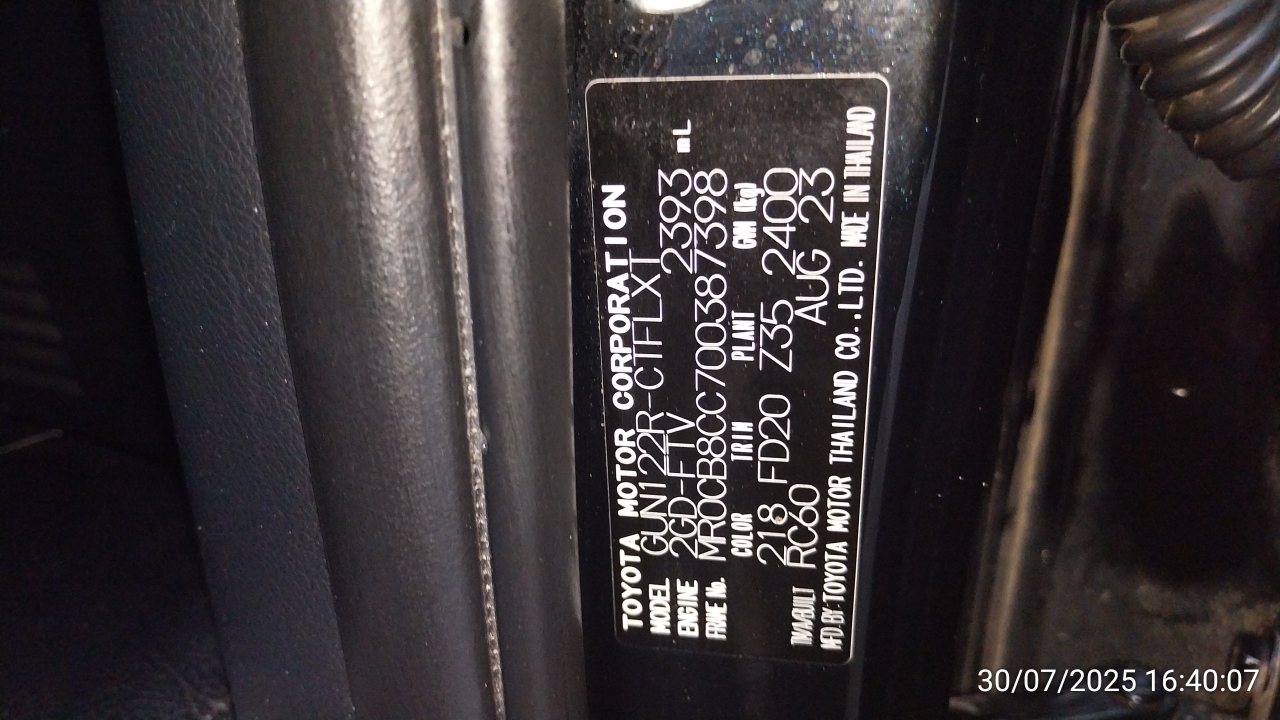 TOYOTA MOTOR CORPORATION
MODEL GUN122R-CTFLXT
ENGINE 2GD-FTV 2393 mL
FRAME No. MR0CB8CC700387398
COLOR TRIM PLANT GVM (kg)
218 FD20 Z35 2400
TMA/BUILT RC60 AUG 23
MFD.BY:TOYOTA MOTOR THAILAND CO.,LTD. MADE IN THAILAND
30/07/2025 16:40:07